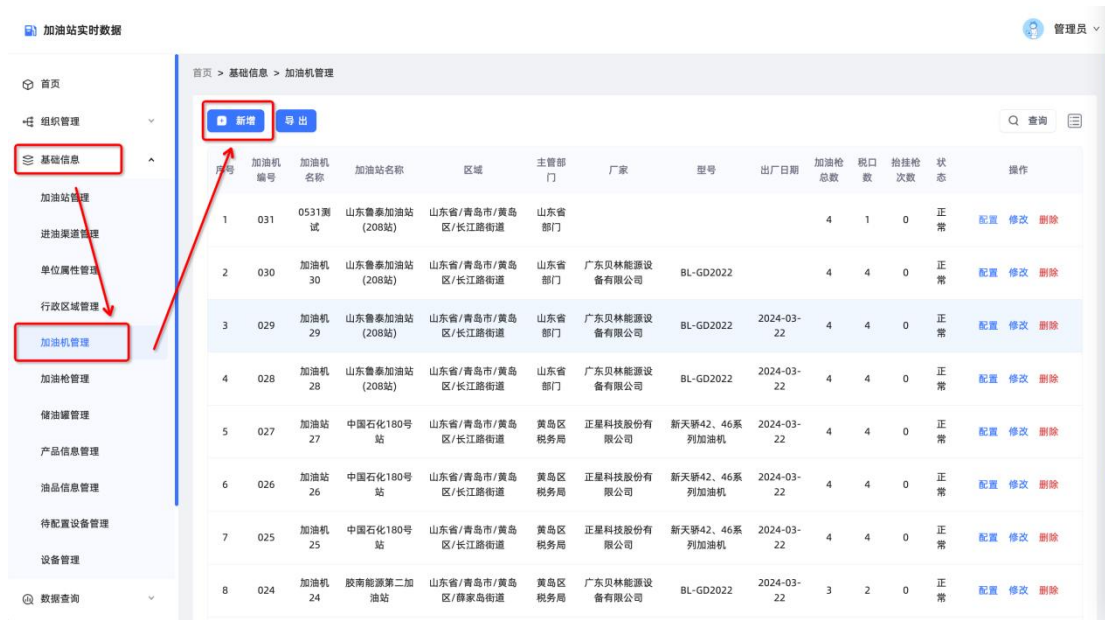 加油站实时数据
管理员
首页
组织管理
基础信息
加油站管理
进油渠道管理
单位属性管理
行政区域管理
加油机管理
加油枪管理
储油罐管理
产品信息管理
油品信息管理
待配置设备管理
设备管理
数据查询
首页 > 基础信息 > 加油机管理
新增 导出 查询
序号 加油机编号 加油机名称 加油站名称 区域 主管部门 厂家 型号 出厂日期 加油枪总数 税口数 抬挂枪次数 状态 操作
1 031 0531测试 山东鲁泰加油站(208站) 山东省/青岛市/黄岛区/长江路街道 山东省部门 4 1 0 正常 配置 修改 删除
2 030 加油机30 山东鲁泰加油站(208站) 山东省/青岛市/黄岛区/长江路街道 山东省部门 广东贝林能源设备有限公司 BL-GD2022 4 4 0 正常 配置 修改 删除
3 029 加油机29 山东鲁泰加油站(208站) 山东省/青岛市/黄岛区/长江路街道 山东省部门 广东贝林能源设备有限公司 BL-GD2022 2024-03-22 4 4 0 正常 配置 修改 删除
4 028 加油机28 山东鲁泰加油站(208站) 山东省/青岛市/黄岛区/长江路街道 山东省部门 广东贝林能源设备有限公司 BL-GD2022 2024-03-22 4 4 0 正常 配置 修改 删除
5 027 加油站27 中国石化180号站 山东省/青岛市/黄岛区/长江路街道 黄岛区税务局 正星科技股份有限公司 新天骄42、46系列加油机 2024-03-22 4 4 0 正常 配置 修改 删除
6 026 加油站26 中国石化180号站 山东省/青岛市/黄岛区/长江路街道 黄岛区税务局 正星科技股份有限公司 新天骄42、46系列加油机 2024-03-22 4 4 0 正常 配置 修改 删除
7 025 加油机25 中国石化180号站 山东省/青岛市/黄岛区/长江路街道 黄岛区税务局 正星科技股份有限公司 新天骄42、46系列加油机 2024-03-22 4 4 0 正常 配置 修改 删除
8 024 加油机24 胶南能源第二加油站 山东省/青岛市/黄岛区/薛家岛街道 黄岛区税务局 广东贝林能源设备有限公司 BL-GD2022 2024-03-22 3 2 0 正常 配置 修改 删除